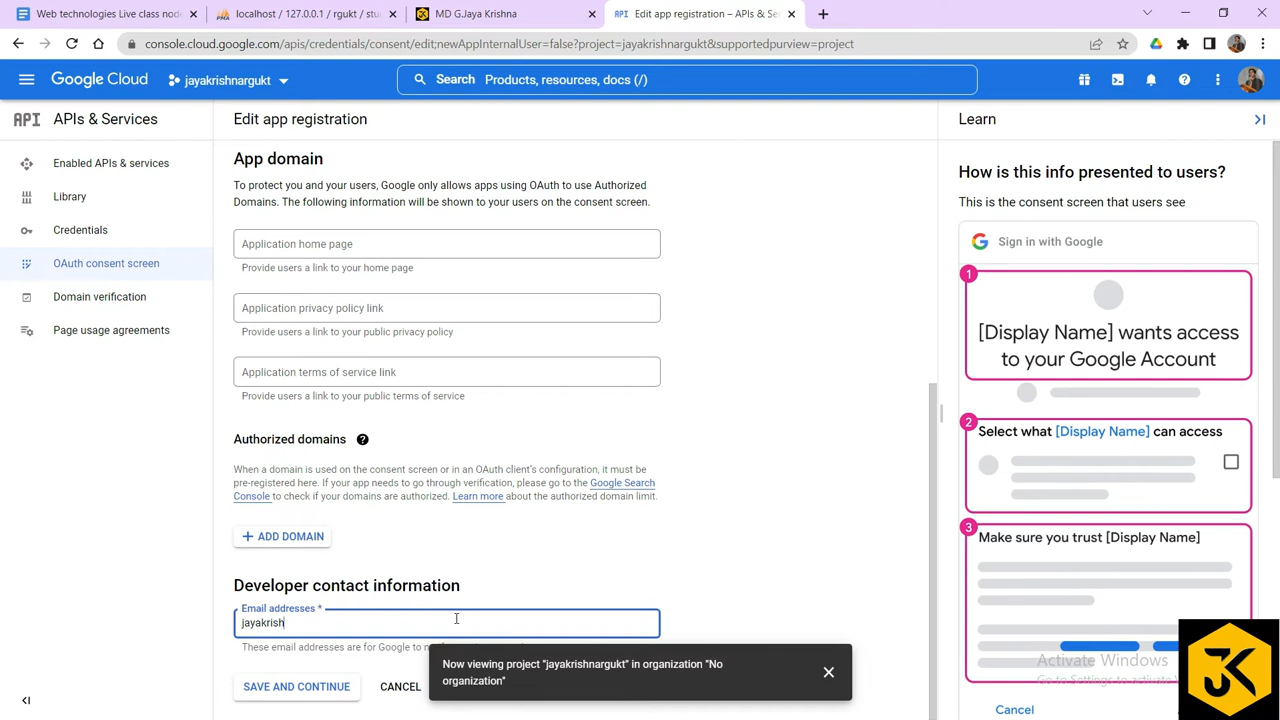 Web technologies Live class node
localhost / 127.0.0.1 / rgukt / stu
MD G.Jaya Krishna
API Edit app registration – APIs & Se
console.cloud.google.com/apis/credentials/consent/edit;newAppInternalUser=false?project=jayakrishnargukt&supportedpurview=project
Google Cloud
jayakrishnargukt
Search Products, resources, docs (/)
API APIs & Services
Enabled APIs & services
Library
Credentials
OAuth consent screen
Domain verification
Page usage agreements
Edit app registration
App domain
To protect you and your users, Google only allows apps using OAuth to use Authorized
Domains. The following information will be shown to your users on the consent screen.
Application home page
Provide users a link to your home page
Application privacy policy link
Provide users a link to your public privacy policy
Application terms of service link
Provide users a link to your public terms of service
Authorized domains
When a domain is used on the consent screen or in an OAuth client's configuration, it must be
pre-registered here. If your app needs to go through verification, please go to the Google Search
Console to check if your domains are authorized. Learn more about the authorized domain limit.
+ ADD DOMAIN
Developer contact information
Email addresses *
jayakrish
These email addresses are for Google to
Now viewing project "jayakrishnargukt" in organization "No
organization"
SAVE AND CONTINUE
CANCEL
Learn
How is this info presented to users?
This is the consent screen that users see
Sign in with Google
1
[Display Name] wants access
to your Google Account
2
Select what [Display Name] can access
3
Make sure you trust [Display Name]
Activate Windows
Go to Settings to activate
Cancel
JK